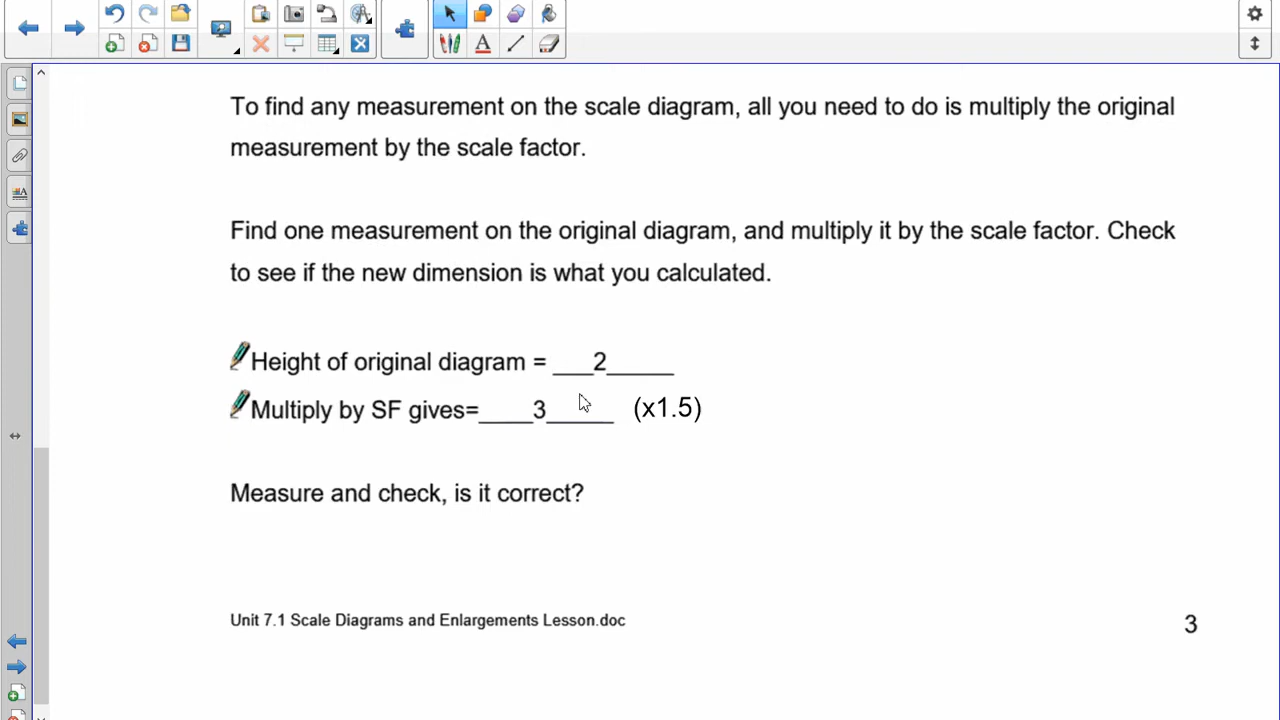 To find any measurement on the scale diagram, all you need to do is multiply the original
measurement by the scale factor.
Find one measurement on the original diagram, and multiply it by the scale factor. Check
to see if the new dimension is what you calculated.
Height of original diagram = ___2_____
Multiply by SF gives=____3_____ (x1.5)
Measure and check, is it correct?
Unit 7.1 Scale Diagrams and Enlargements Lesson.doc
3